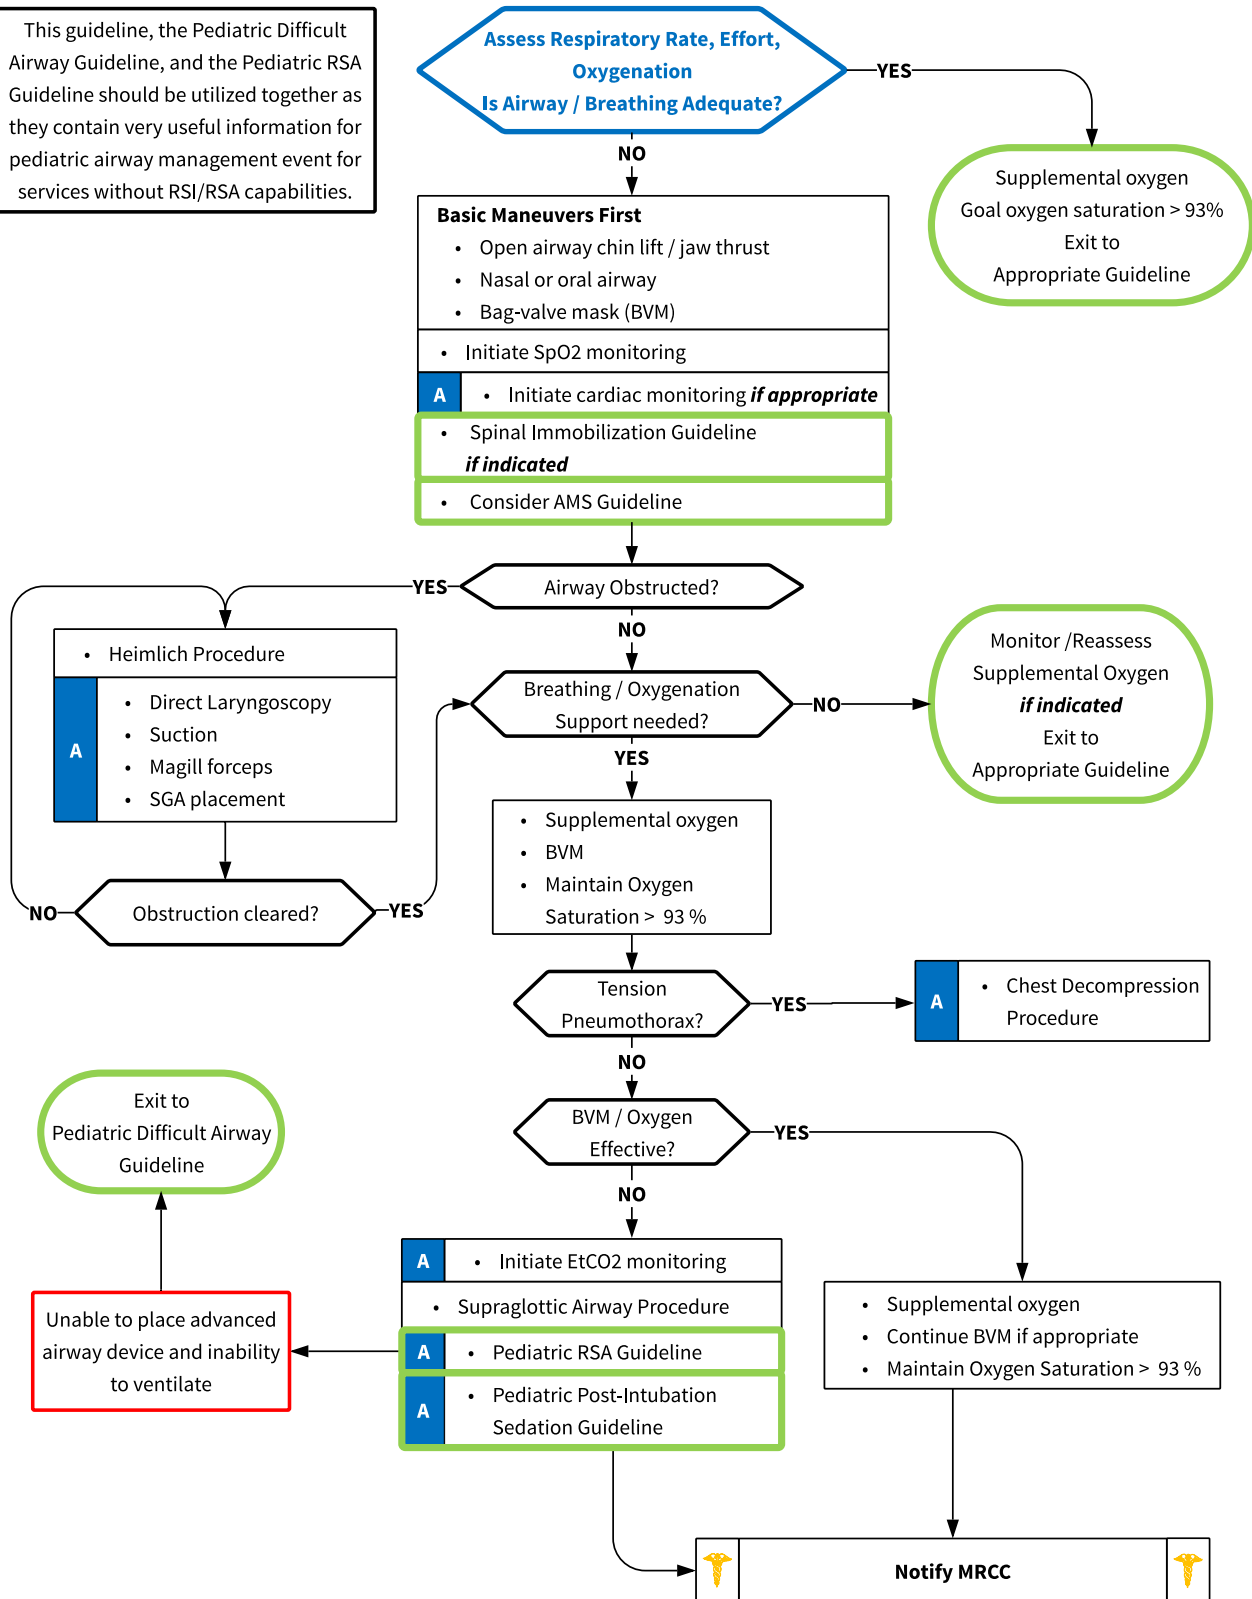 This guideline, the Pediatric Difficult
Airway Guideline, and the Pediatric RSA
Guideline should be utilized together as
they contain very useful information for
pediatric airway management event for
services without RSI/RSA capabilities.
Assess Respiratory Rate, Effort,
Oxygenation
Is Airway / Breathing Adequate?
YES
NO
Supplemental oxygen
Goal oxygen saturation > 93%
Exit to
Appropriate Guideline
Basic Maneuvers First
• Open airway chin lift / jaw thrust
• Nasal or oral airway
• Bag-valve mask (BVM)
• Initiate SpO2 monitoring
A • Initiate cardiac monitoring if appropriate
• Spinal Immobilization Guideline
if indicated
• Consider AMS Guideline
YES
Airway Obstructed?
NO
• Heimlich Procedure
A
• Direct Laryngoscopy
• Suction
• Magill forceps
• SGA placement
NO
Obstruction cleared?
YES
Breathing / Oxygenation
Support needed?
NO
Monitor /Reassess
Supplemental Oxygen
if indicated
Exit to
Appropriate Guideline
YES
• Supplemental oxygen
• BVM
• Maintain Oxygen
Saturation > 93 %
Tension
Pneumothorax?
YES
A • Chest Decompression
Procedure
NO
BVM / Oxygen
Effective?
YES
NO
Exit to
Pediatric Difficult Airway
Guideline
A • Initiate EtCO2 monitoring
• Supraglottic Airway Procedure
A • Pediatric RSA Guideline
A • Pediatric Post-Intubation
Sedation Guideline
Unable to place advanced
airway device and inability
to ventilate
• Supplemental oxygen
• Continue BVM if appropriate
• Maintain Oxygen Saturation > 93 %
Notify MRCC